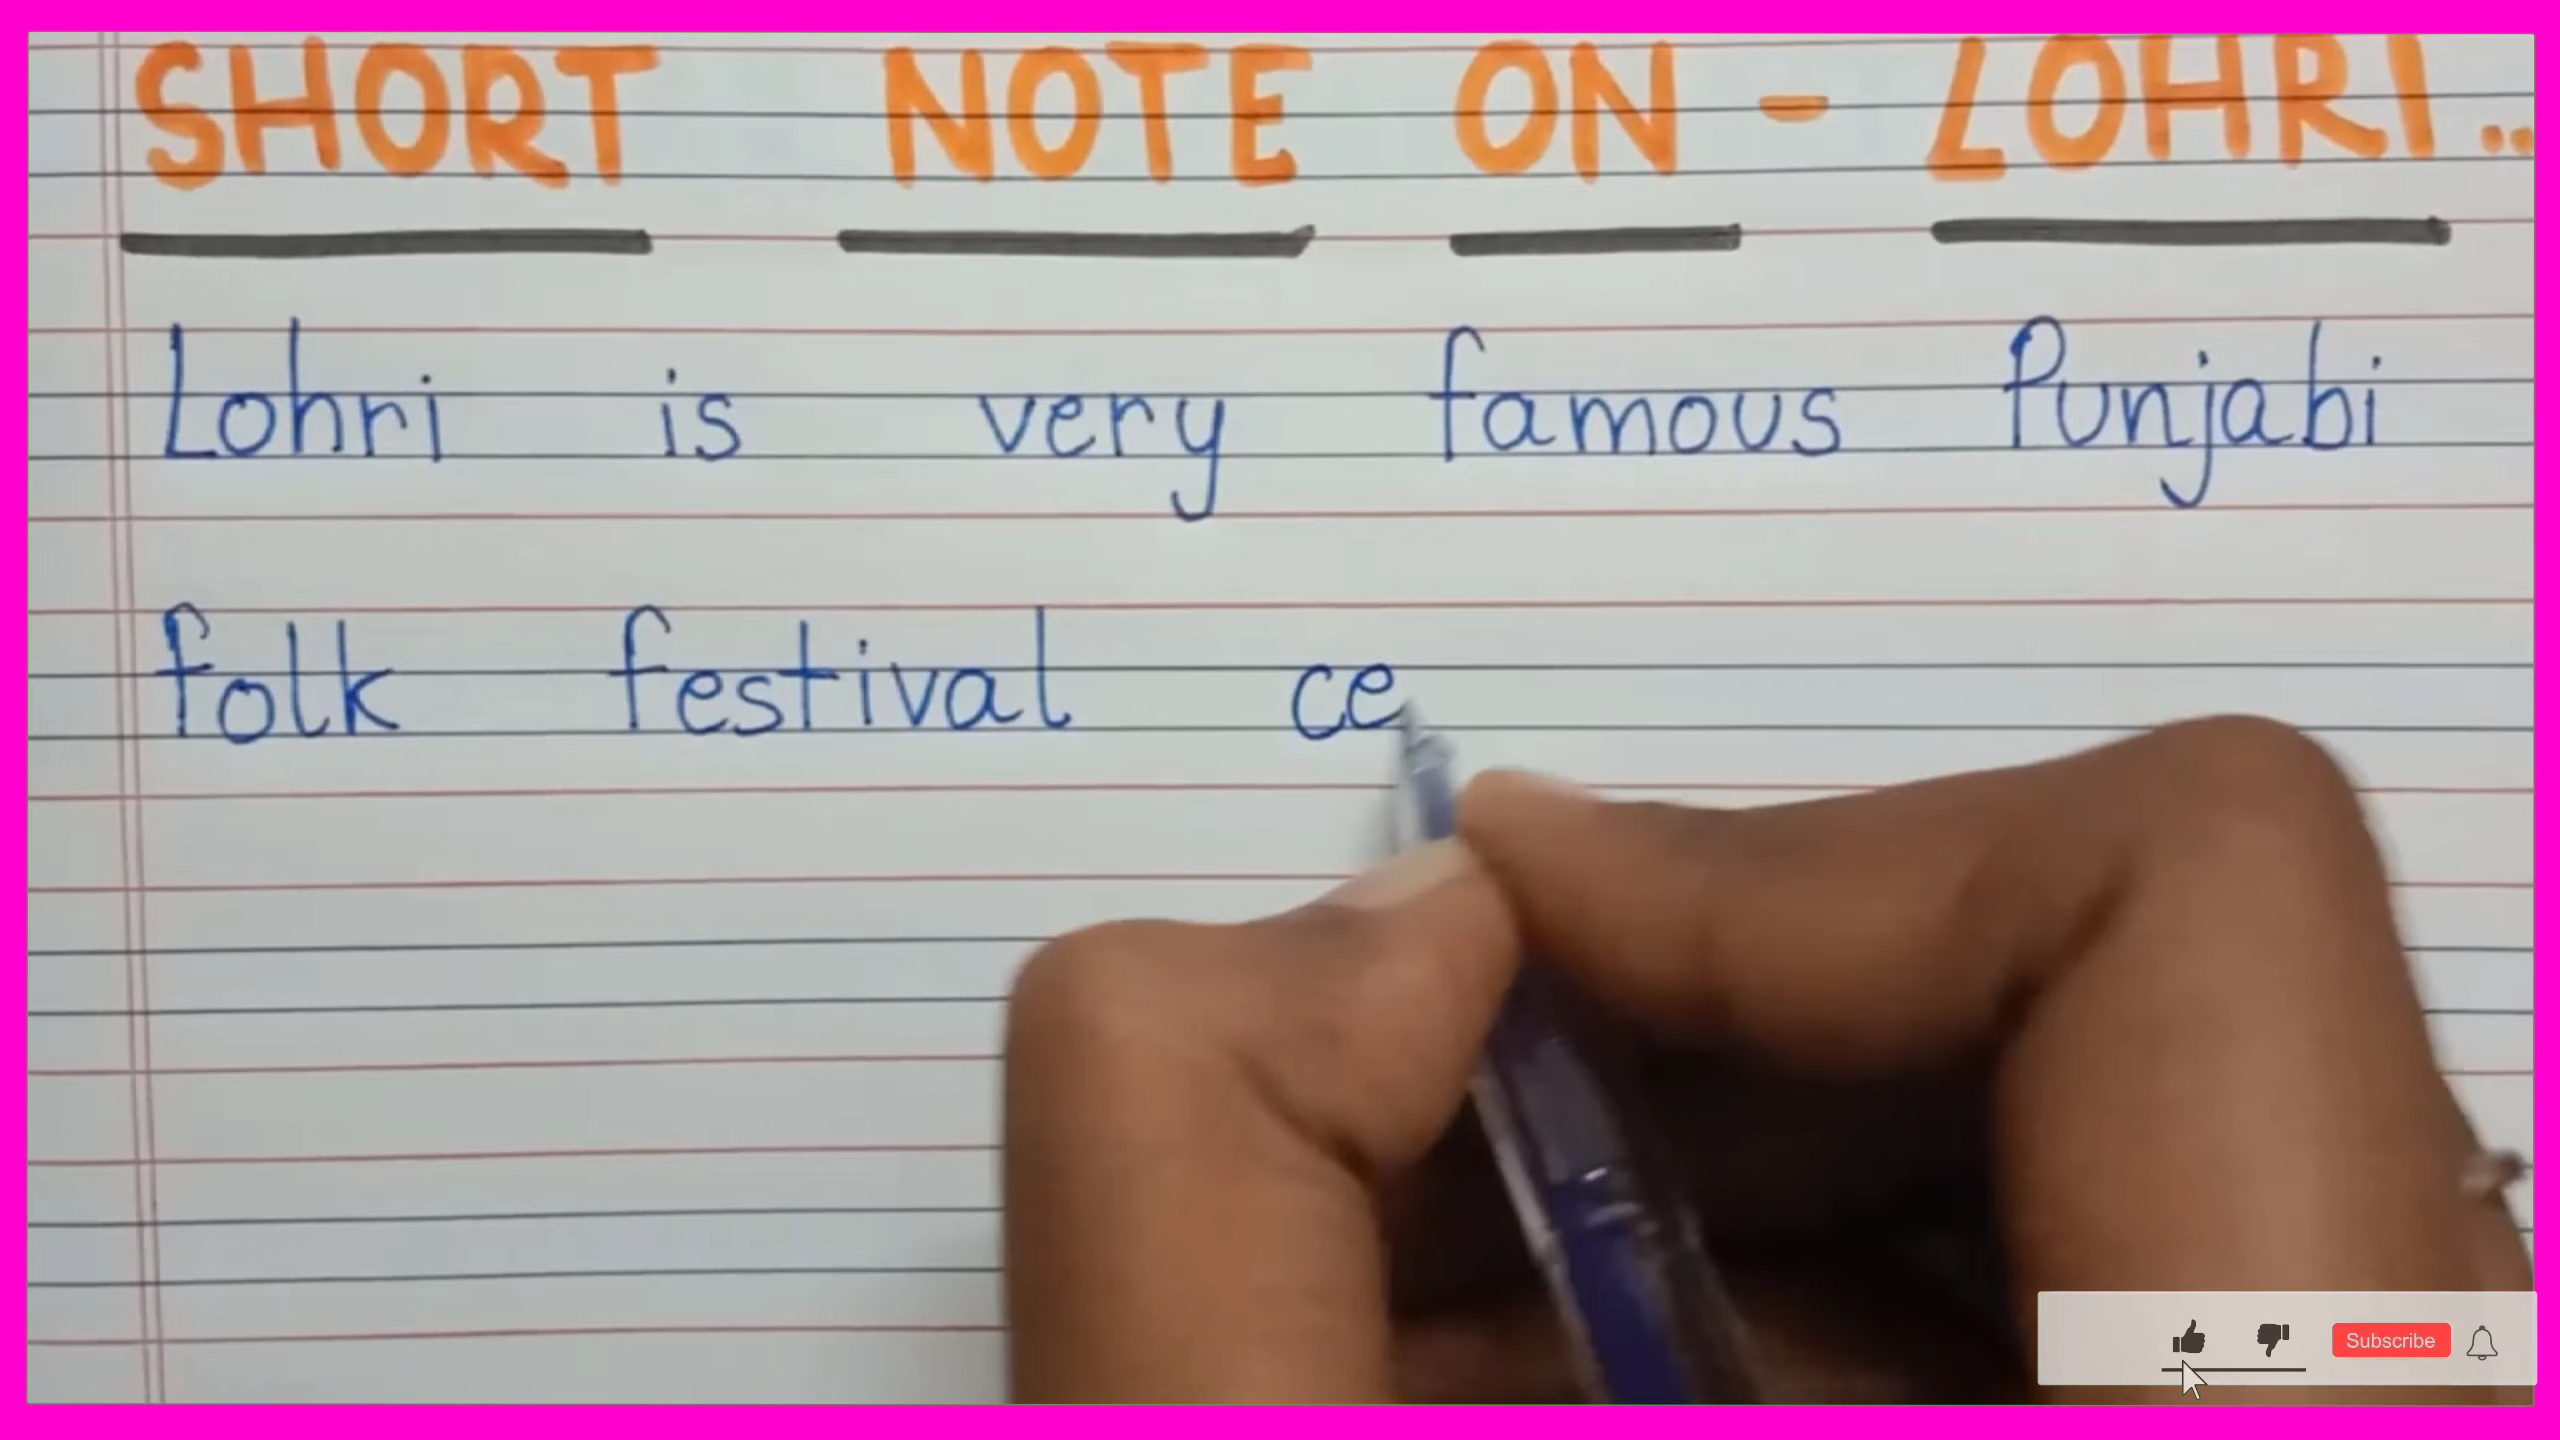 SHORT NOTE ON - LOHRI..
Lohri is very famous Punjabi
folk festival ce
Subscribe